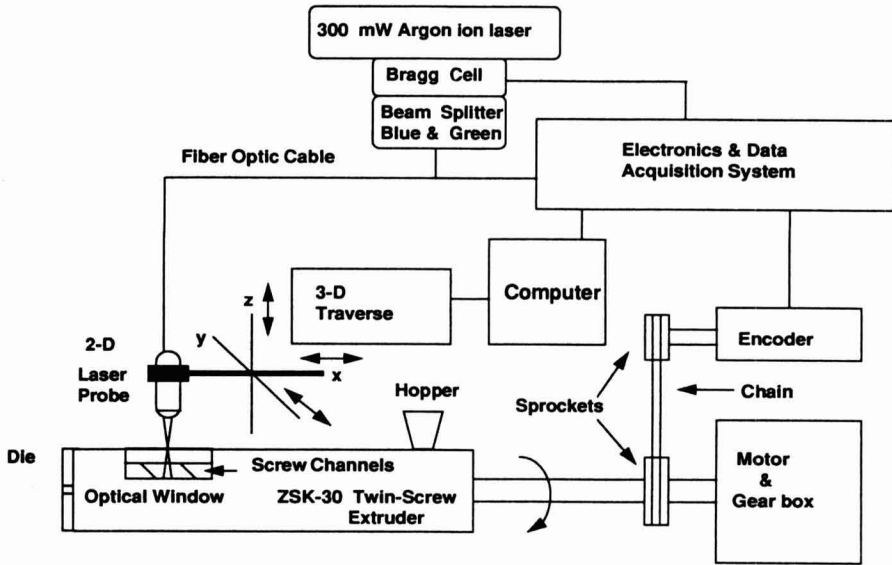 300 mW Argon ion laser
Bragg Cell
Beam Splitter
Blue & Green
Fiber Optic Cable
Electronics & Data
Acquisition System
3-D
Traverse
Computer
z
y
x
2-D
Laser
Probe
Encoder
Hopper
Sprockets
Chain
Die
Screw Channels
Optical Window
ZSK-30 Twin-Screw
Extruder
Motor
&
Gear box